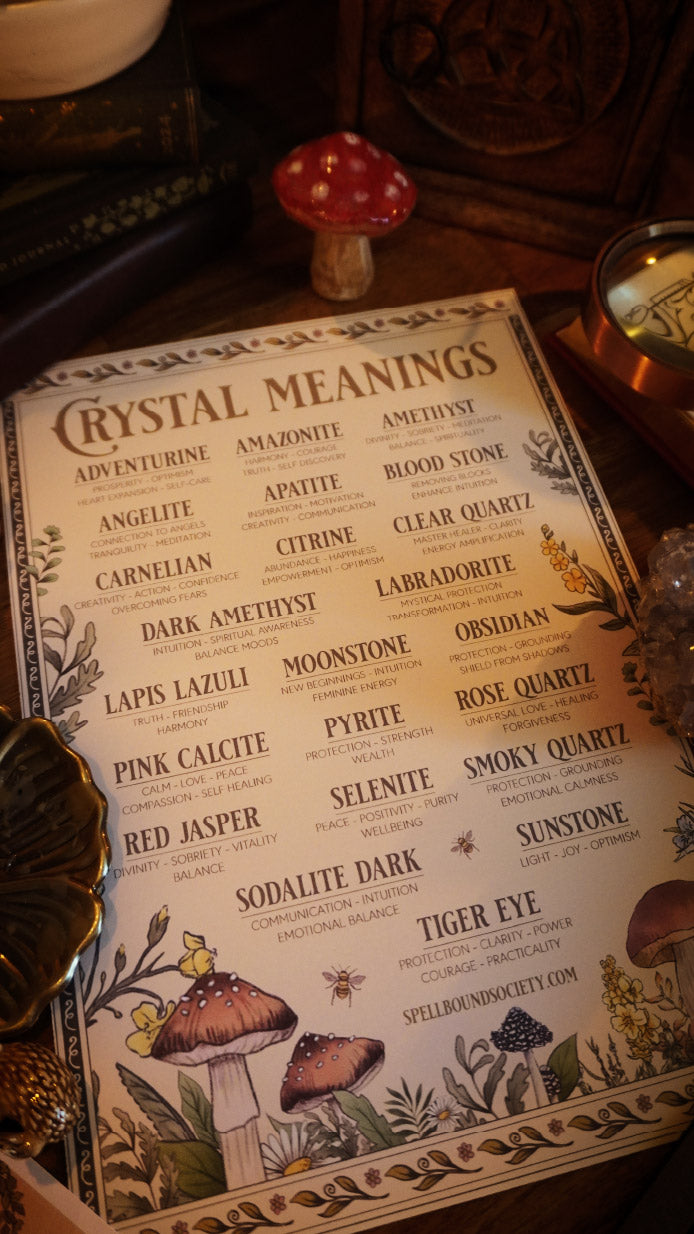 JOURNAL
CRYSTAL MEANINGS
ADVENTURINE
PROSPERITY - OPTIMISM
HEART EXPANSION - SELF-CARE
AMAZONITE
HARMONY - COURAGE
TRUTH - SELF DISCOVERY
AMETHYST
DIVINITY - SOBRIETY - MEDITATION
BALANCE - SPIRITUALITY
ANGELITE
CONNECTION TO ANGELS
TRANQUILITY - MEDITATION
APATITE
INSPIRATION - MOTIVATION
CREATIVITY - COMMUNICATION
BLOOD STONE
REMOVING BLOCKS
ENHANCE INTUITION
CARNELIAN
CREATIVITY - ACTION - CONFIDENCE
OVERCOMING FEARS
CITRINE
ABUNDANCE - HAPPINESS
EMPOWERMENT - OPTIMISM
CLEAR QUARTZ
MASTER HEALER - CLARITY
ENERGY AMPLIFICATION
DARK AMETHYST
INTUITION - SPIRITUAL AWARENESS
BALANCE MOODS
LABRADORITE
MYSTICAL PROTECTION
TRANSFORMATION - INTUITION
LAPIS LAZULI
TRUTH - FRIENDSHIP
HARMONY
MOONSTONE
NEW BEGINNINGS - INTUITION
FEMININE ENERGY
OBSIDIAN
PROTECTION - GROUNDING
SHIELD FROM SHADOWS
PINK CALCITE
CALM - LOVE - PEACE
COMPASSION - SELF HEALING
PYRITE
PROTECTION - STRENGTH
WEALTH
ROSE QUARTZ
UNIVERSAL LOVE - HEALING
FORGIVENESS
RED JASPER
DIVINITY - SOBRIETY - VITALITY
BALANCE
SELENITE
PEACE - POSITIVITY - PURITY
WELLBEING
SMOKY QUARTZ
PROTECTION - GROUNDING
EMOTIONAL CALMNESS
SODALITE DARK
COMMUNICATION - INTUITION
EMOTIONAL BALANCE
SUNSTONE
LIGHT - JOY - OPTIMISM
TIGER EYE
PROTECTION - CLARITY - POWER
COURAGE - PRACTICALITY
SPELLBOUNDSOCIETY.COM